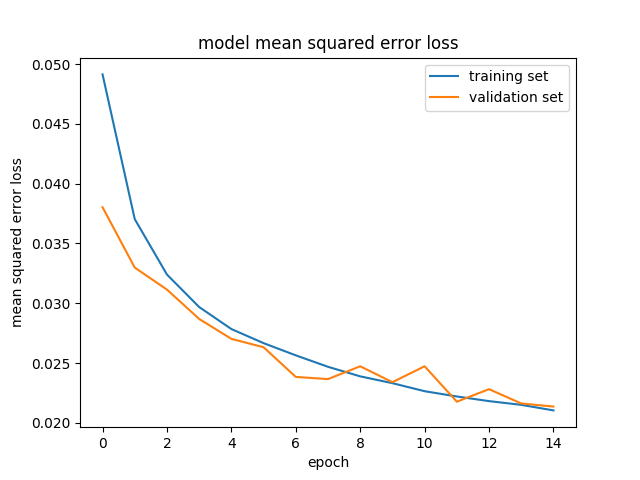 model mean squared error loss
training set
validation set
mean squared error loss
0.050
0.045
0.040
0.035
0.030
0.025
0.020
0 2 4 6 8 10 12 14
epoch